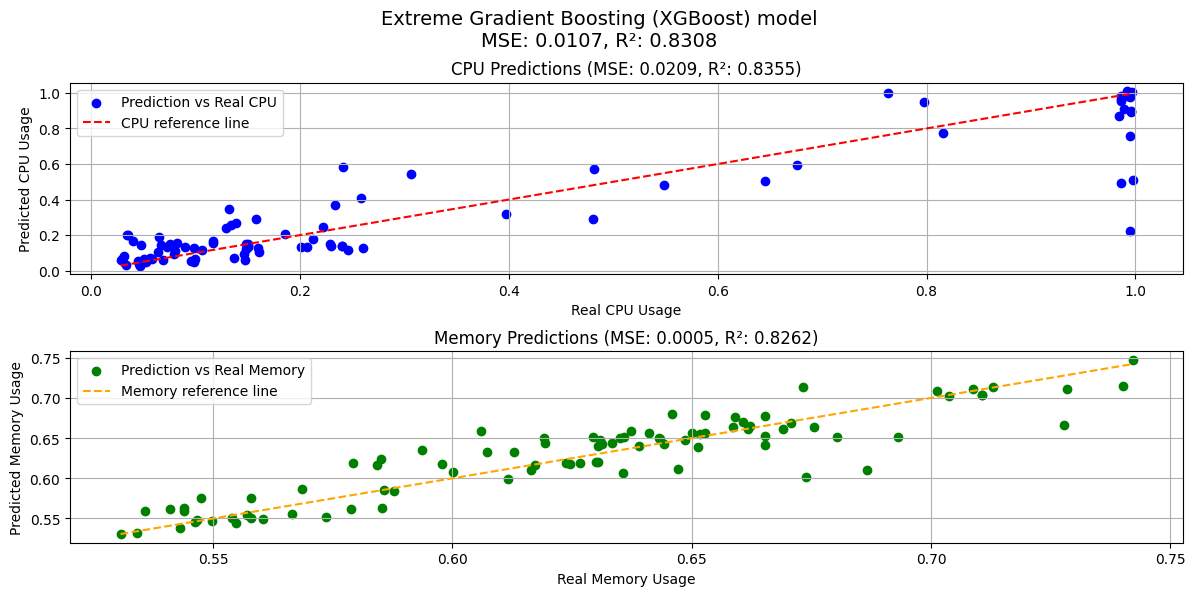 Extreme Gradient Boosting (XGBoost) model
MSE: 0.0107, R²: 0.8308
CPU Predictions (MSE: 0.0209, R²: 0.8355)
Prediction vs Real CPU
CPU reference line
Predicted CPU Usage
1.0
0.8
0.6
0.4
0.2
0.0
0.0 0.2 0.4 0.6 0.8 1.0
Real CPU Usage
Memory Predictions (MSE: 0.0005, R²: 0.8262)
Prediction vs Real Memory
Memory reference line
Predicted Memory Usage
0.75
0.70
0.65
0.60
0.55
0.55 0.60 0.65 0.70 0.75
Real Memory Usage